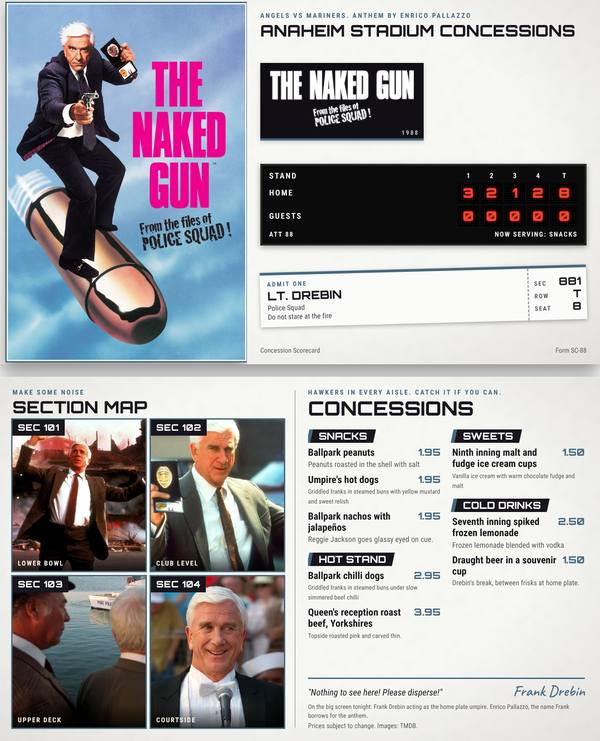 THE
NAKED
GUN™
From the files of
POLICE SQUAD!
ANGELS VS MARINERS. ANTHEM BY ENRICO PALLAZZO
ANAHEIM STADIUM CONCESSIONS
THE NAKED GUN
From the files of
POLICE SQUAD!
1988
STAND 1 2 3 4 T
HOME 3 2 1 2 8
GUESTS 0 0 0 0 0
ATT 88 NOW SERVING: SNACKS
ADMIT ONE
LT. DREBIN
Police Squad
Do not stare at the fire
SEC 881
ROW T
SEAT 8
Concession Scorecard
Form SC-88
MAKE SOME NOISE
SECTION MAP
SEC 101
LOWER BOWL
SEC 102
CLUB LEVEL
SEC 103
UPPER DECK
SEC 104
COURTSIDE
HAWKERS IN EVERY AISLE. CATCH IT IF YOU CAN.
CONCESSIONS
SNACKS
Ballpark peanuts 1.95
Peanuts roasted in the shell with salt
Umpire's hot dogs 1.95
Griddled franks in steamed buns with yellow mustard
and sweet relish
Ballpark nachos with 1.95
jalapeños
Reggie Jackson goes glassy eyed on cue.
HOT STAND
Ballpark chilli dogs 2.95
Griddled franks in steamed buns under slow
simmered beef chilli
Queen's reception roast 3.95
beef, Yorkshires
Topside roasted pink and carved thin.
SWEETS
Ninth inning malt and 1.50
fudge ice cream cups
Vanilla ice cream with warm chocolate fudge and
malt
COLD DRINKS
Seventh inning spiked 2.50
frozen lemonade
Frozen lemonade blended with vodka
Draught beer in a souvenir 1.50
cup
Drebin's break, between frisks at home plate.
"Nothing to see here! Please disperse!"
Frank Drebin
On the big screen tonight: Frank Drebin acting as the home plate umpire. Enrico Pallazzo, the name Frank
borrows for the anthem.
Prices subject to change. Images: TMDB.